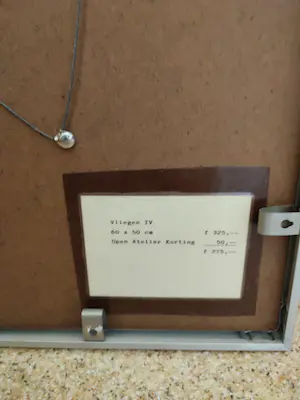 Vliegen IV
60 x 50 cm f 325,--
Open Atelier Korting 50,--
f 275,--